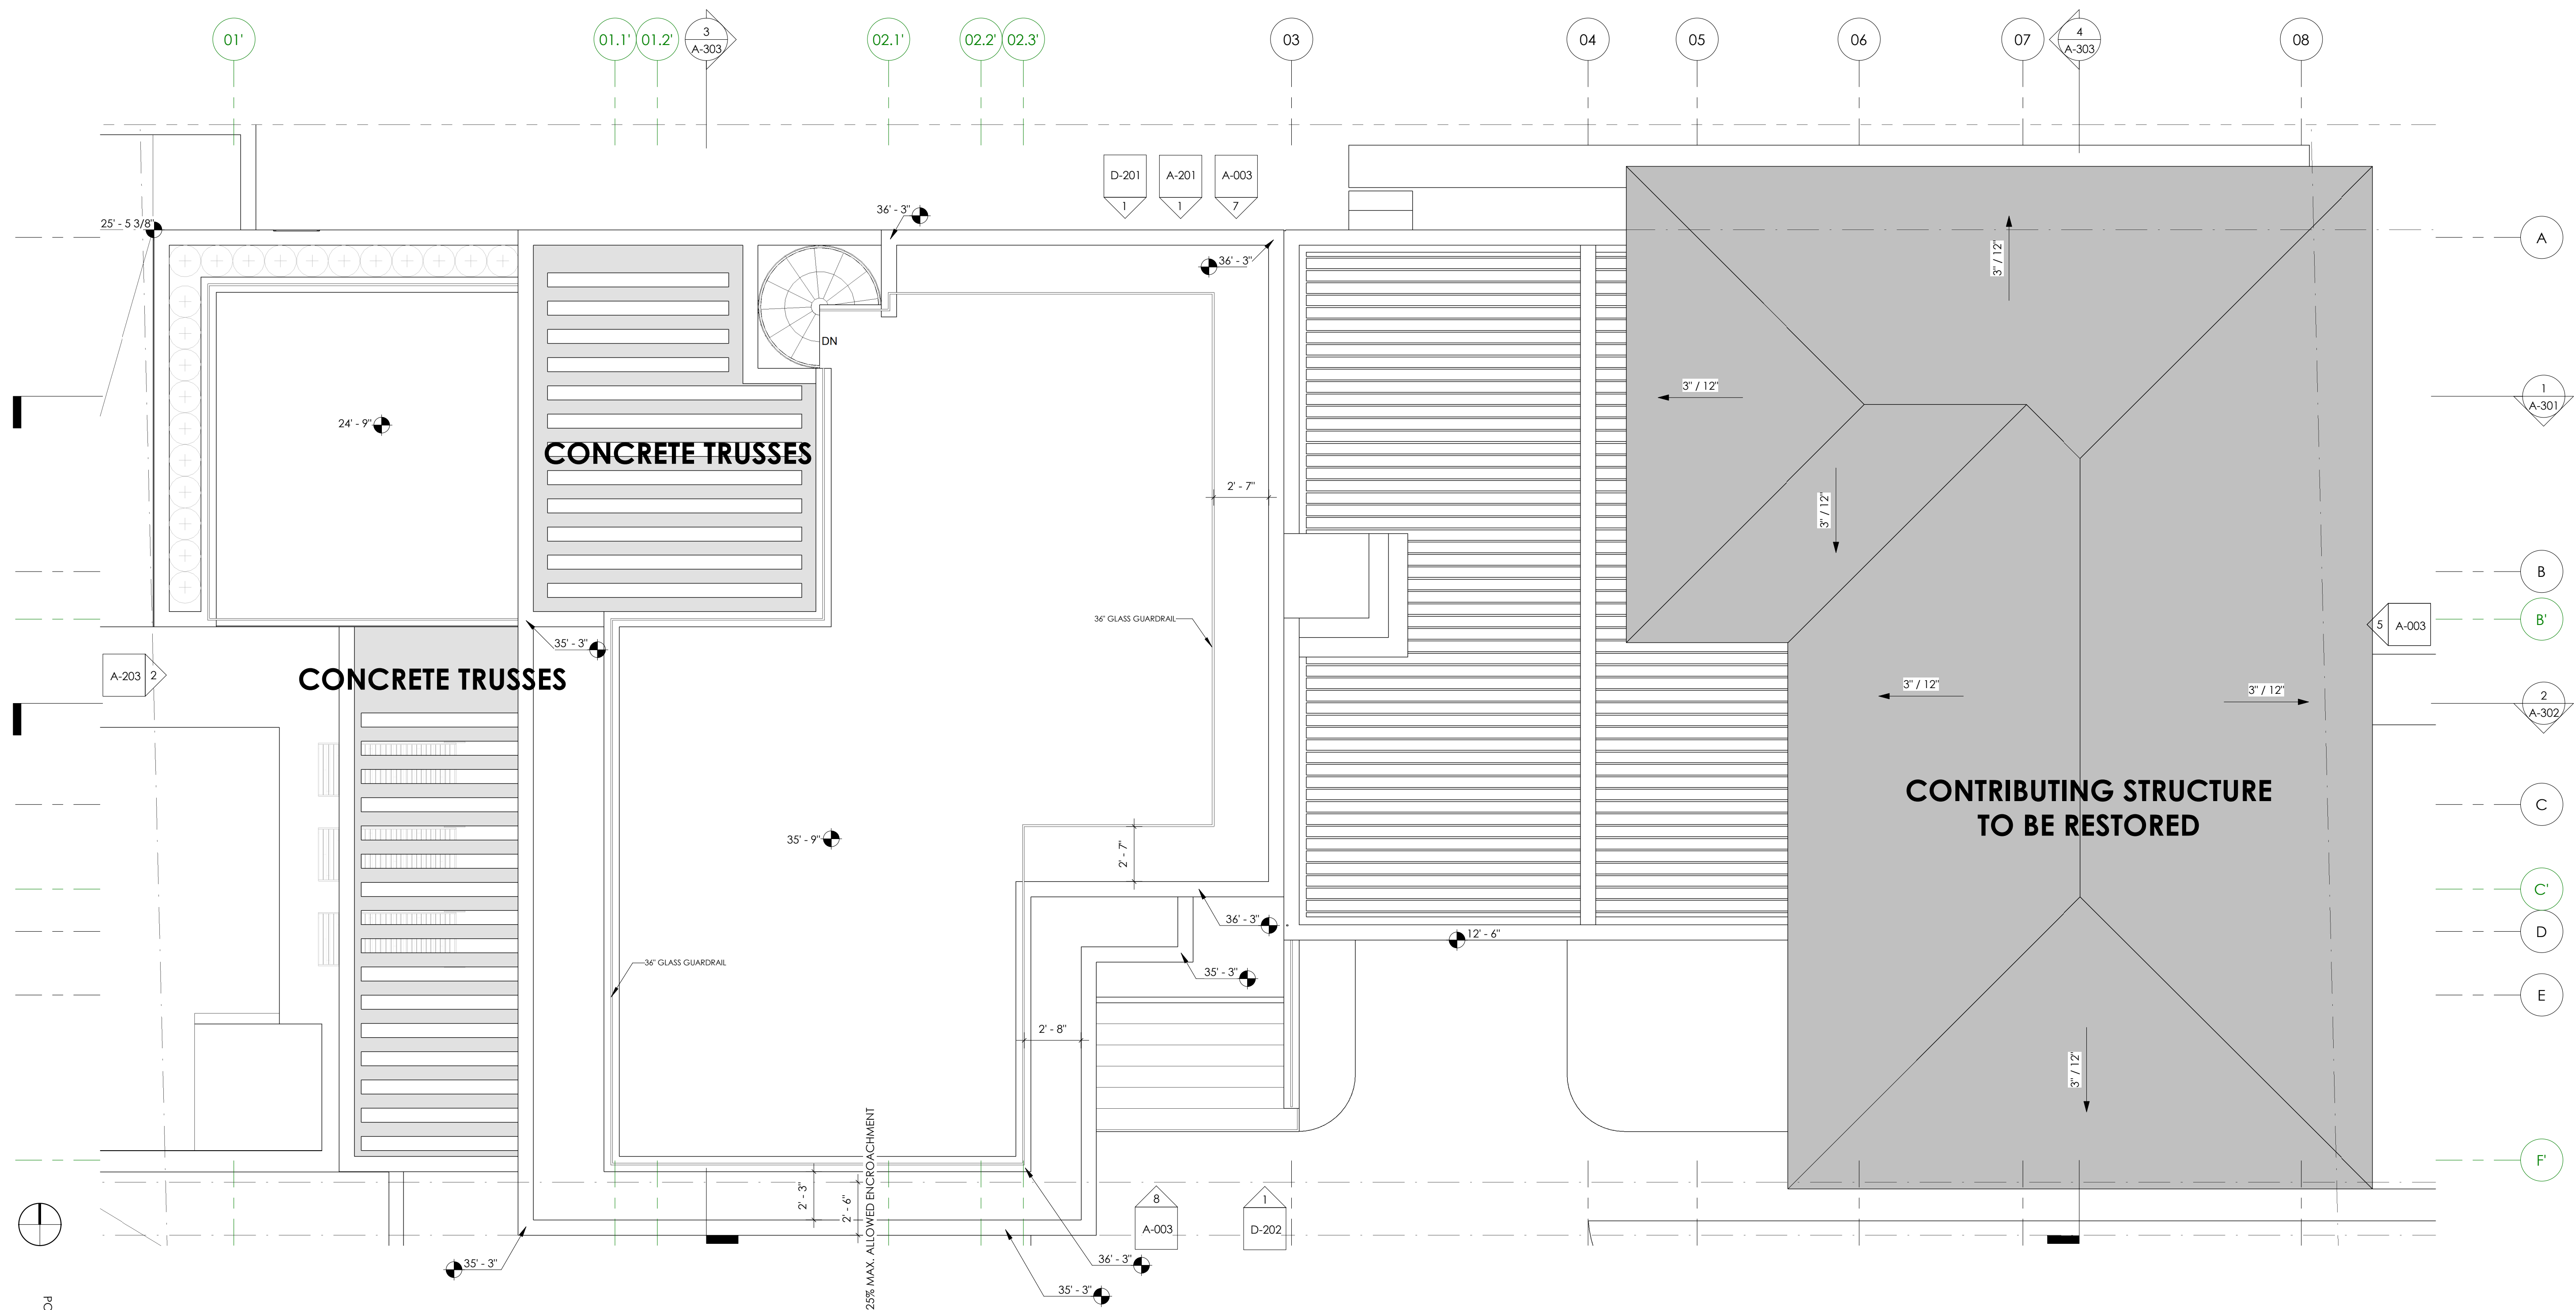 01'
01.1'
01.2'
3
A-303
02.1'
02.2'
02.3'
03
04
05
06
07
4
A-303
08
D-201
1
A-201
1
A-003
7
25' - 5 3/8"
36' - 3"
36' - 3"
A
3" / 12"
DN
3" / 12"
1
A-301
24' - 9"
CONCRETE TRUSSES
2' - 7"
3" / 12"
B
36" GLASS GUARDRAIL
B'
5
A-003
35' - 3"
A-203
2
CONCRETE TRUSSES
3" / 12"
3" / 12"
2
A-302
CONTRIBUTING STRUCTURE
TO BE RESTORED
C
35' - 9"
2' - 7"
C'
36' - 3"
12' - 6"
D
36" GLASS GUARDRAIL
35' - 3"
E
2' - 8"
3" / 12"
F'
25% MAX. ALLOWED ENCROACHMENT
2' - 3"
2' - 6"
8
A-003
1
D-202
35' - 3"
36' - 3"
35' - 3"
PC